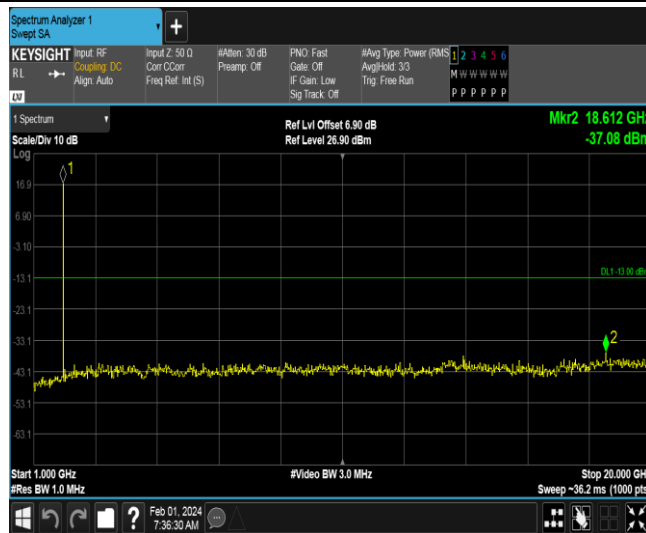 Spectrum Analyzer 1
Swept SA
+
KEYSIGHT
RL
LXI
Input: RF
Coupling: DC
Align: Auto
Input Z: 50 Ω
Corr CCorr
Freq Ref: Int (S)
#Atten: 30 dB
Preamp: Off
PNO: Fast
Gate: Off
IF Gain: Low
Sig Track: Off
#Avg Type: Power (RMS
Avg|Hold: 3/3
Trig: Free Run
1 2 3 4 5 6
M W W W W W
P P P P P P
1 Spectrum
Scale/Div 10 dB
Log
Ref Lvl Offset 6.90 dB
Ref Level 26.90 dBm
Mkr2 18.612 GHz
-37.08 dBm
1
16.9
6.90
-3.10
-13.1
DL1 -13.00 dBm
-23.1
-33.1
2
-43.1
-53.1
-63.1
Start 1.000 GHz
#Res BW 1.0 MHz
#Video BW 3.0 MHz
Stop 20.000 GHz
Sweep ~36.2 ms (1000 pts)
?
Feb 01, 2024
7:36:30 AM